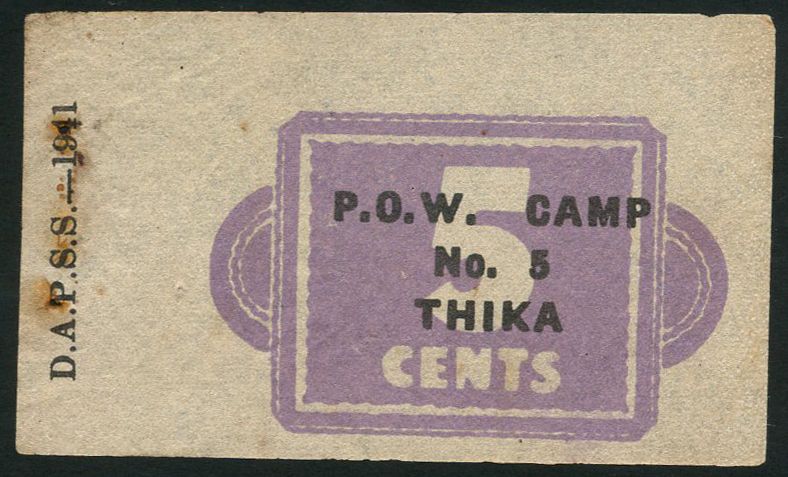 D.A.P.S.S.—1941
5
P.O.W. CAMP
No. 5
THIKA
CENTS